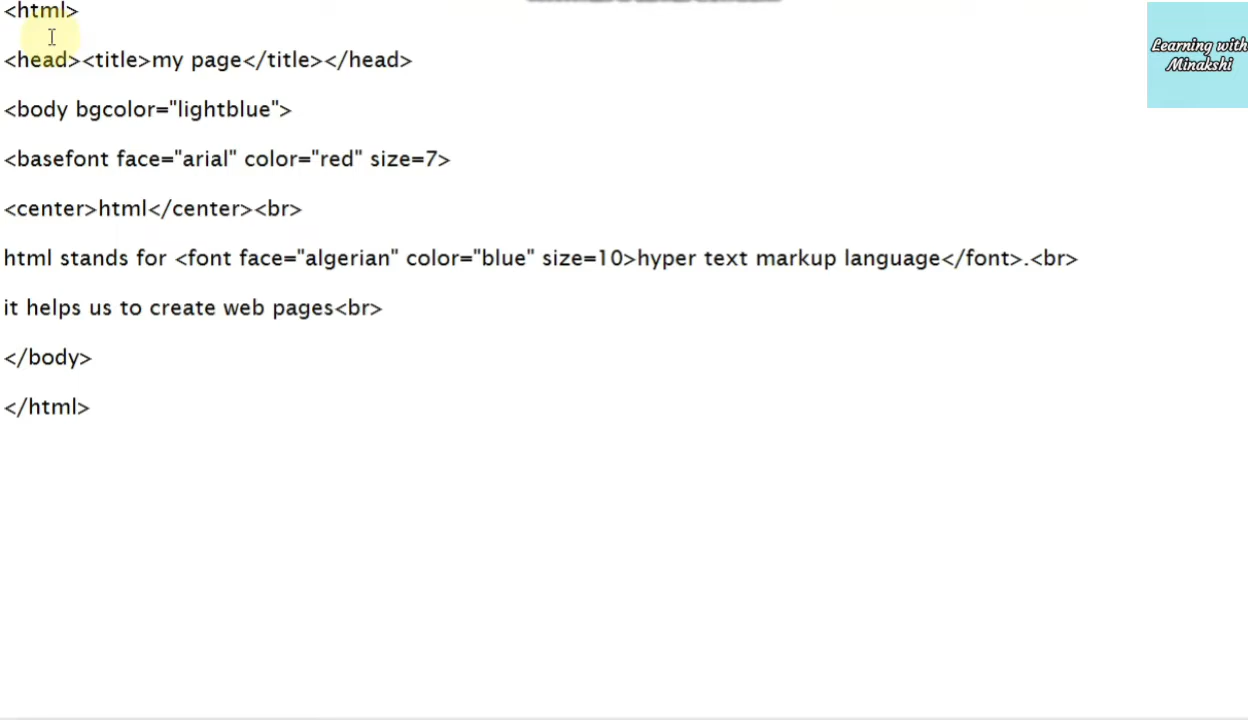 <html>
<head><title>my page</title></head>
<body bgcolor="lightblue">
<basefont face="arial" color="red" size=7>
<center>html</center><br>
html stands for <font face="algerian" color="blue" size=10>hyper text markup language</font>.<br>
it helps us to create web pages<br>
</body>
</html>
Learning with
Minakshi